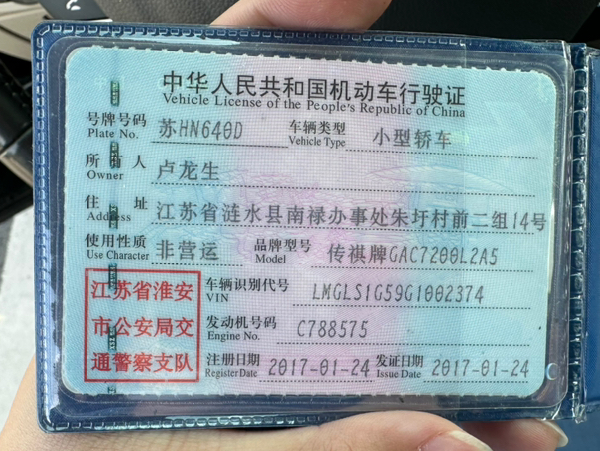 中华人民共和国机动车行驶证
Vehicle License of the People's Republic of China
号牌号码 苏HN640D 车辆类型 小型轿车
Plate No. Vehicle Type
所有人 卢龙生
Owner
住址 江苏省涟水县南禄办事处朱圩村前二组14号
Address
使用性质 非营运 品牌型号 传祺牌GAC7200L2A5
Use Character Model
江苏省淮安
市公安局交
通警察支队
车辆识别代号 LMGLS1G59G1002374
VIN
发动机号码 C788575
Engine No.
注册日期 2017-01-24 发证日期 2017-01-24
Register Date Issue Date